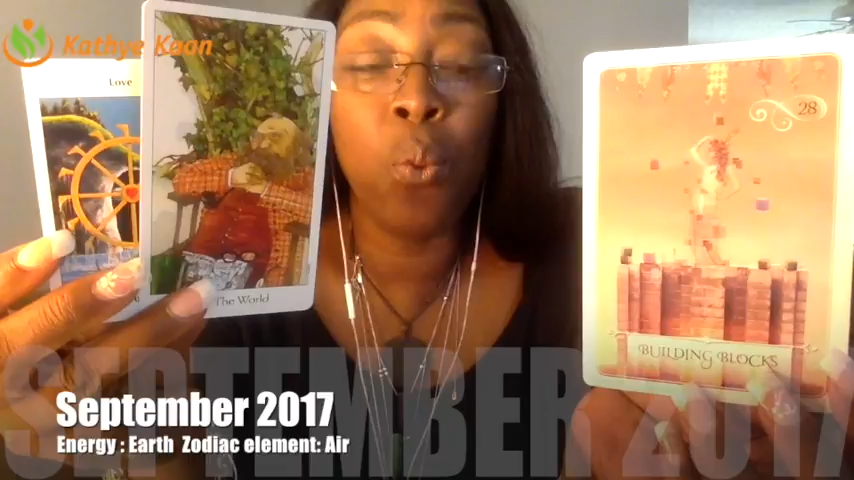 Kathye Kaan
Love
The World
28
BUILDING BLOCKS
SEPTEMBER 2017
September 2017
Energy : Earth Zodiac element: Air